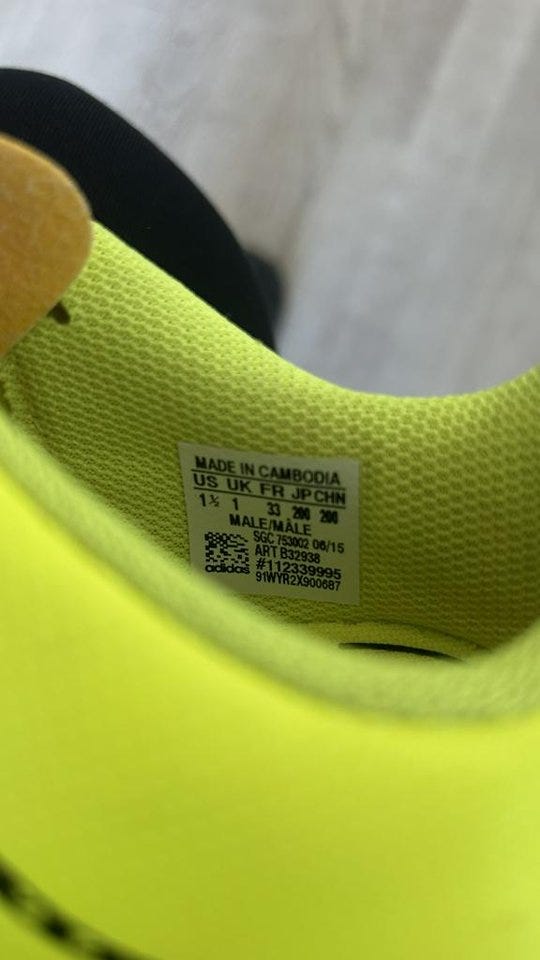 MADE IN CAMBODIA
US UK FR JP CHN
1½ 1 33 200 200
MALE/MÂLE
SGC 753002 06/15
ART B32938
#112339995
adidas 91WYR2X900687